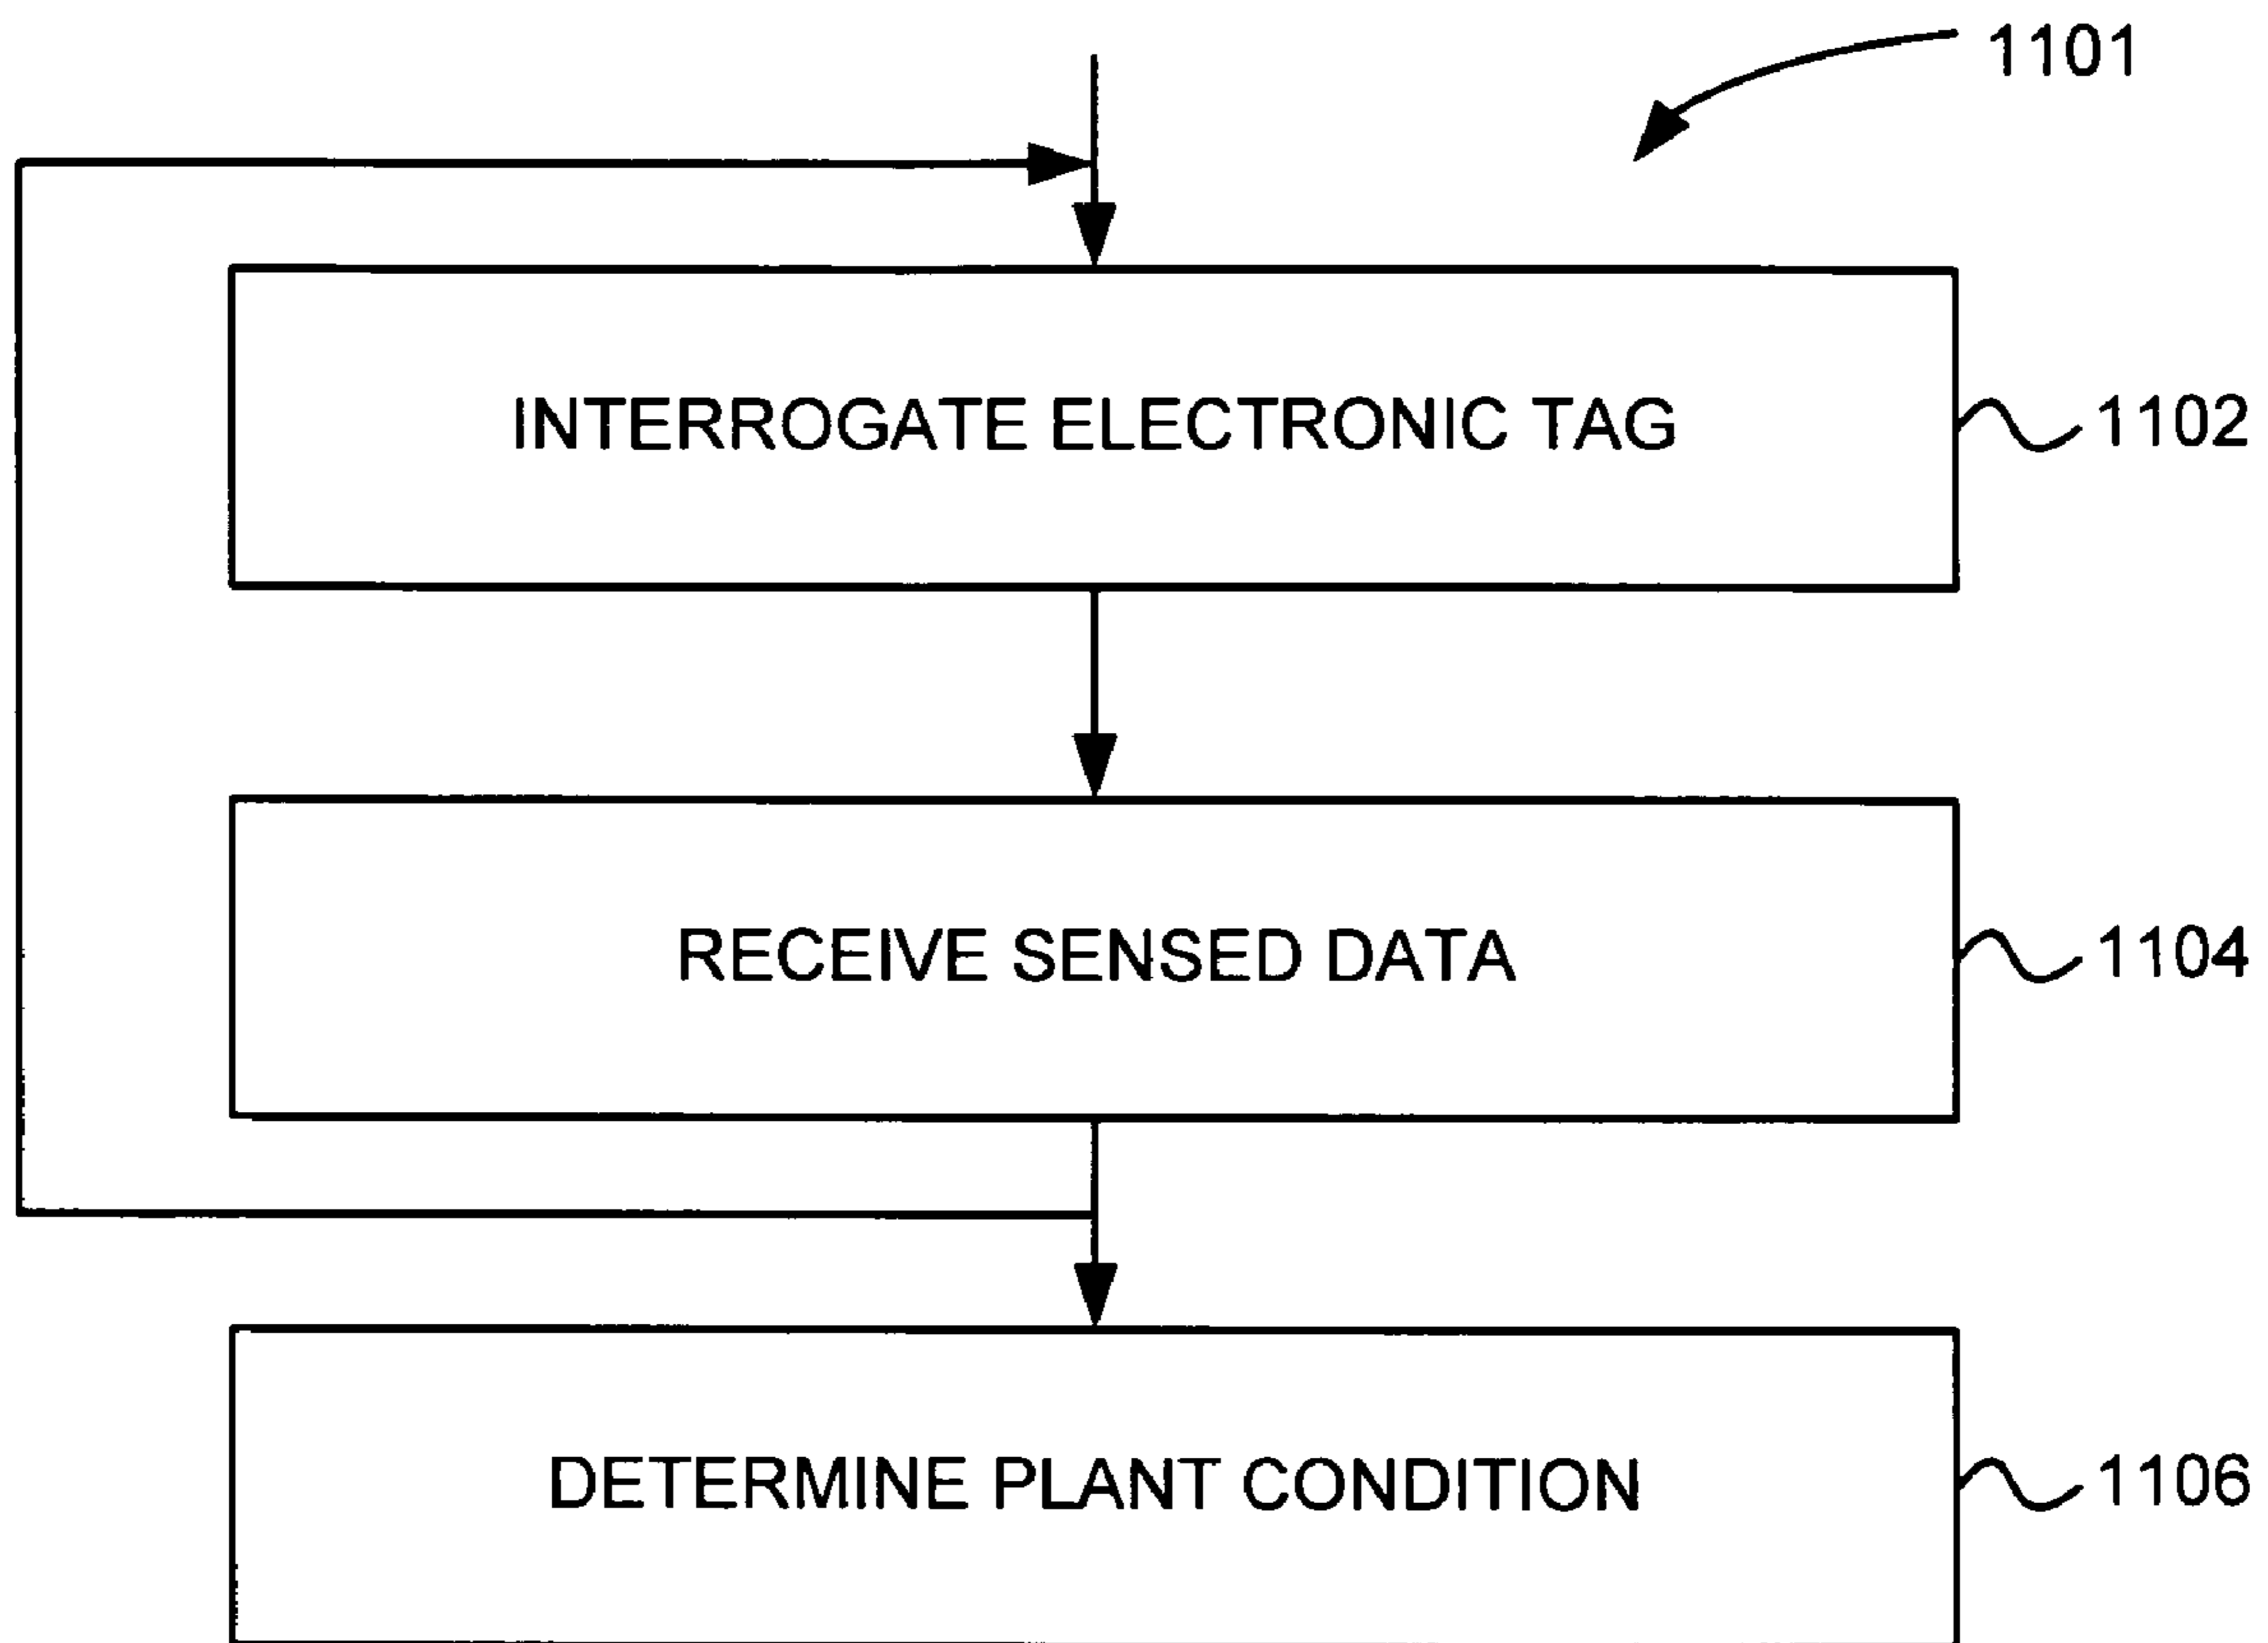 1101
INTERROGATE ELECTRONIC TAG
1102
RECEIVE SENSED DATA
1104
DETERMINE PLANT CONDITION
1106